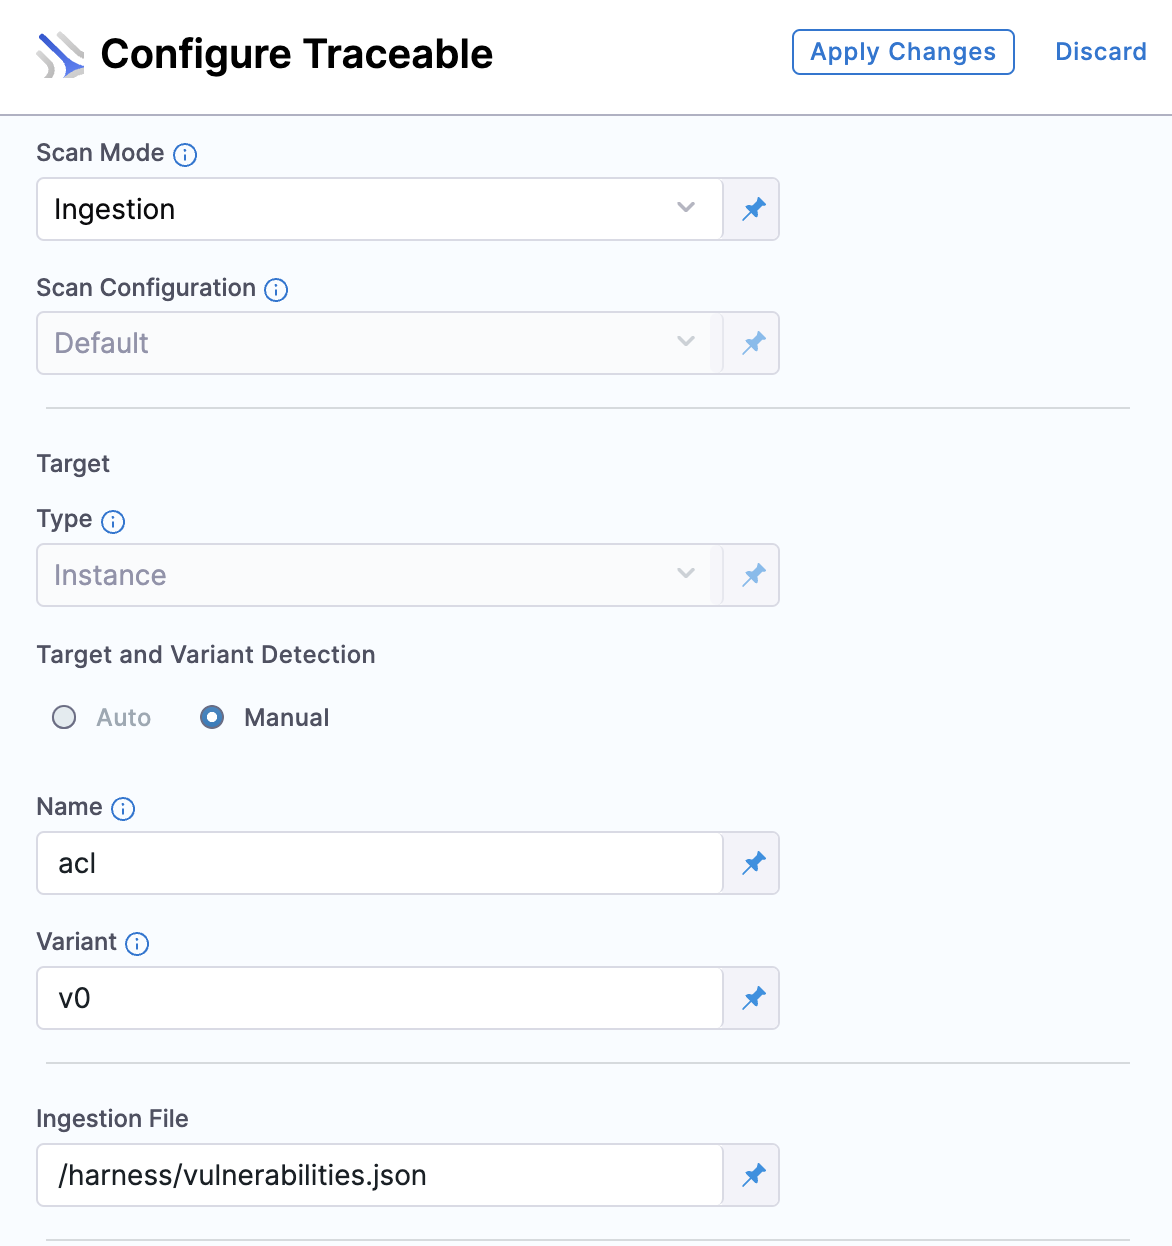 Configure Traceable
Apply Changes
Discard
Scan Mode
Ingestion
Scan Configuration
Default
Target
Type
Instance
Target and Variant Detection
Auto
Manual
Name
acl
Variant
v0
Ingestion File
/harness/vulnerabilities.json